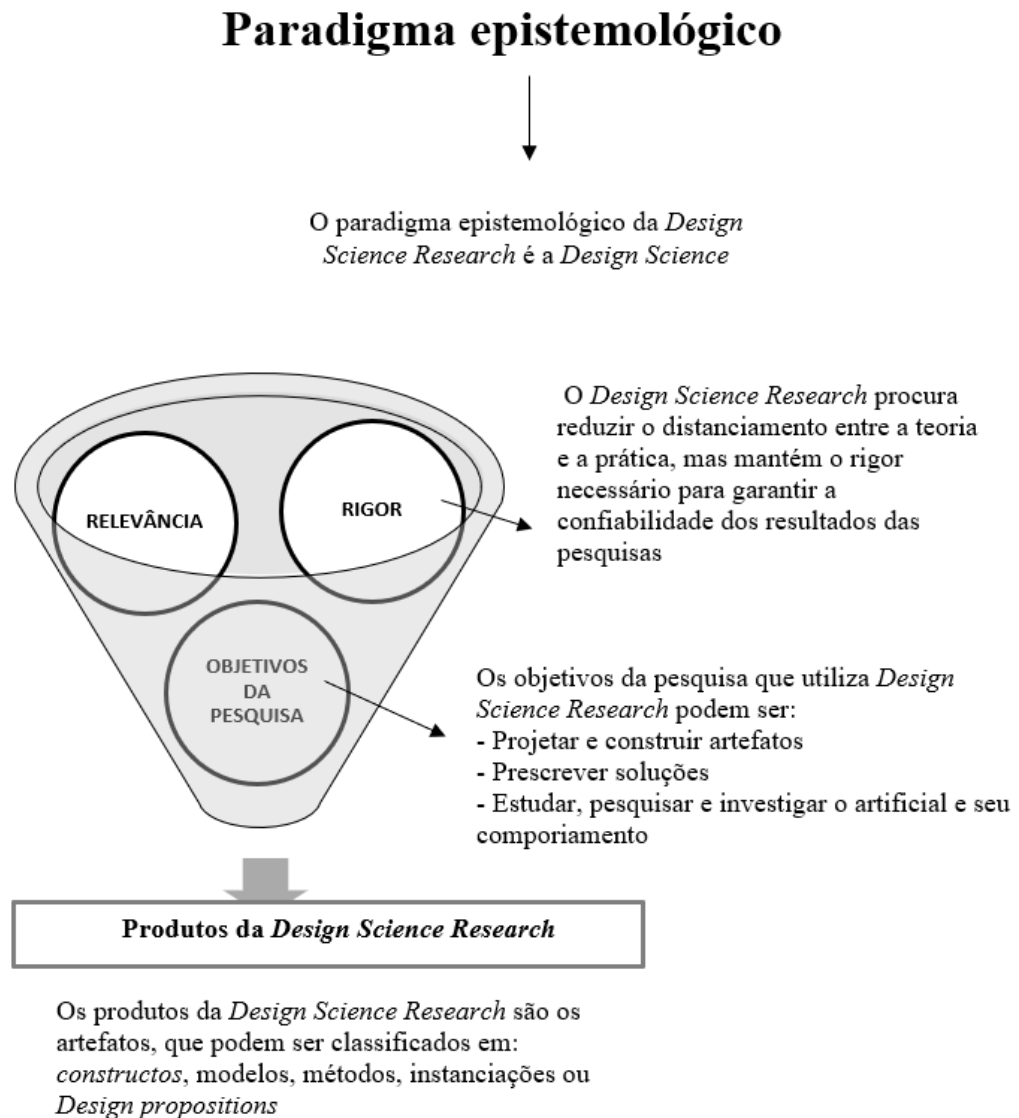 Paradigma epistemológico
O paradigma epistemológico da Design
Science Research é a Design Science
RELEVÂNCIA
RIGOR
O Design Science Research procura
reduzir o distanciamento entre a teoria
e a prática, mas mantém o rigor
necessário para garantir a
confiabilidade dos resultados das
pesquisas
OBJETIVOS
DA
PESQUISA
Os objetivos da pesquisa que utiliza Design
Science Research podem ser:
- Projetar e construir artefatos
- Prescrever soluções
- Estudar, pesquisar e investigar o artificial e seu
comporiamento
Produtos da Design Science Research
Os produtos da Design Science Research são os
artefatos, que podem ser classificados em:
constructos, modelos, métodos, instanciações ou
Design propositions